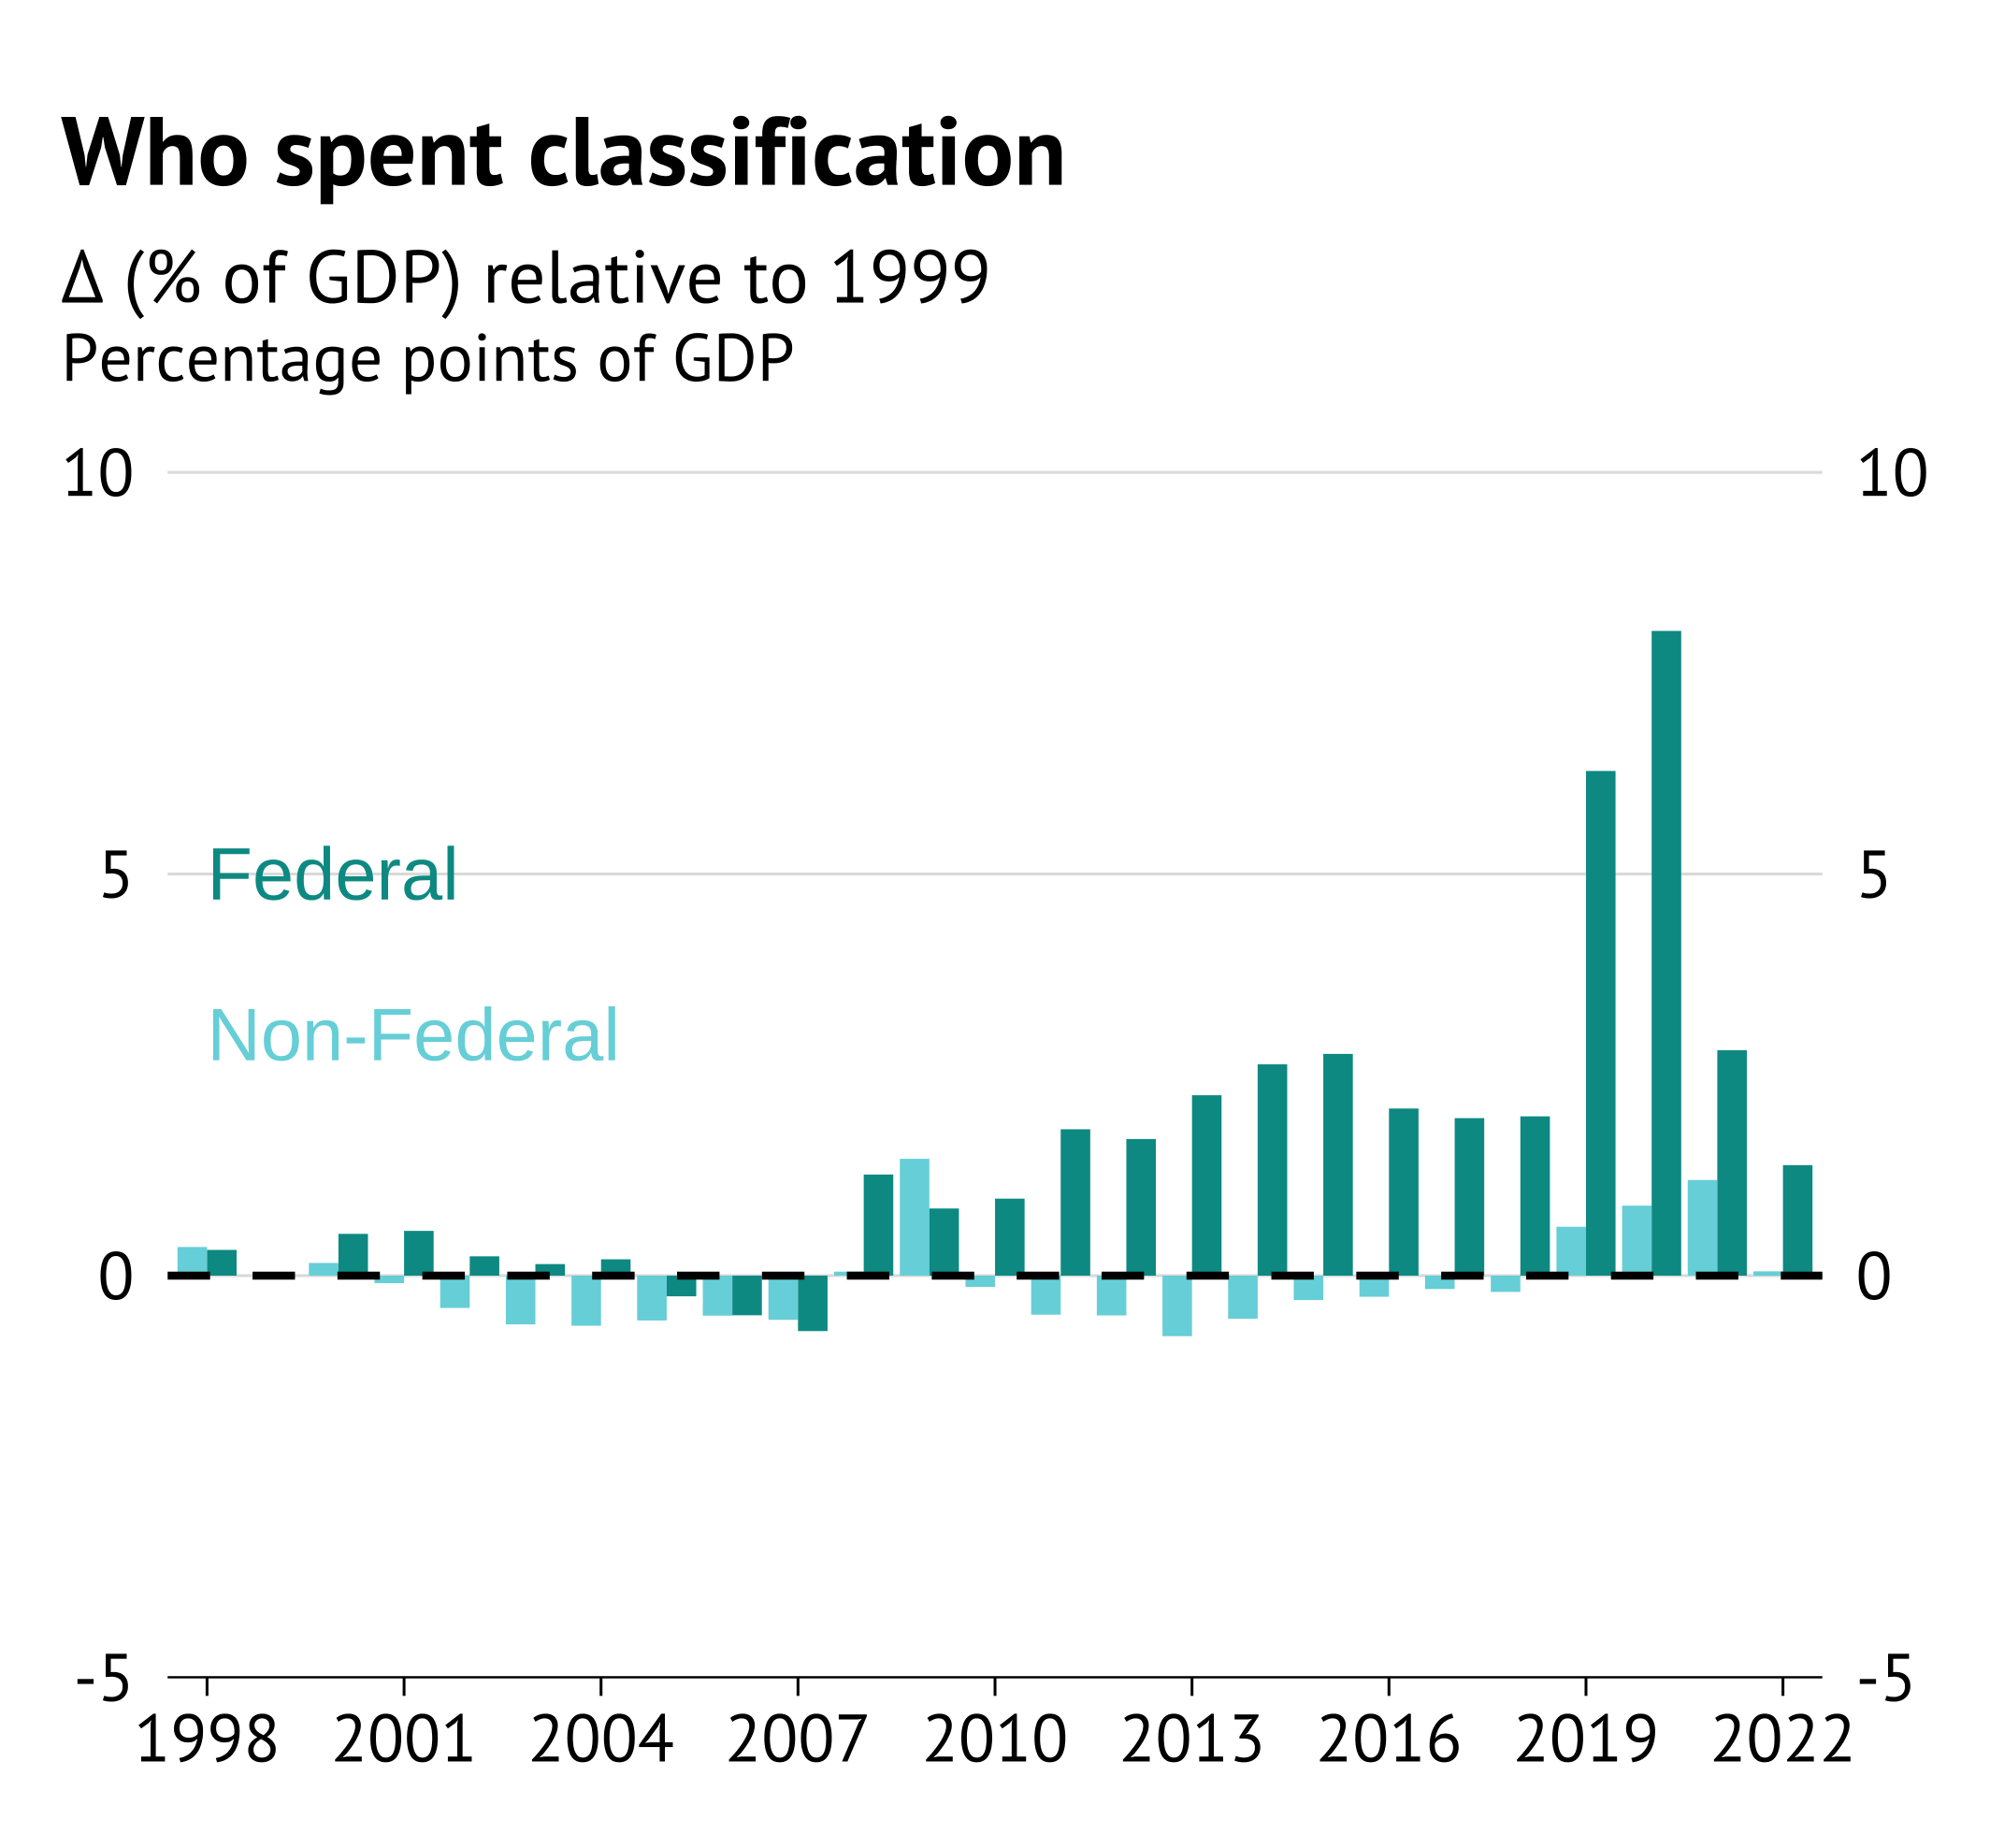 Who spent classification
Δ (% of GDP) relative to 1999
Percentage points of GDP
10 10
5 Federal 5
Non-Federal
0 0
-5 -5
1998 2001 2004 2007 2010 2013 2016 2019 2022